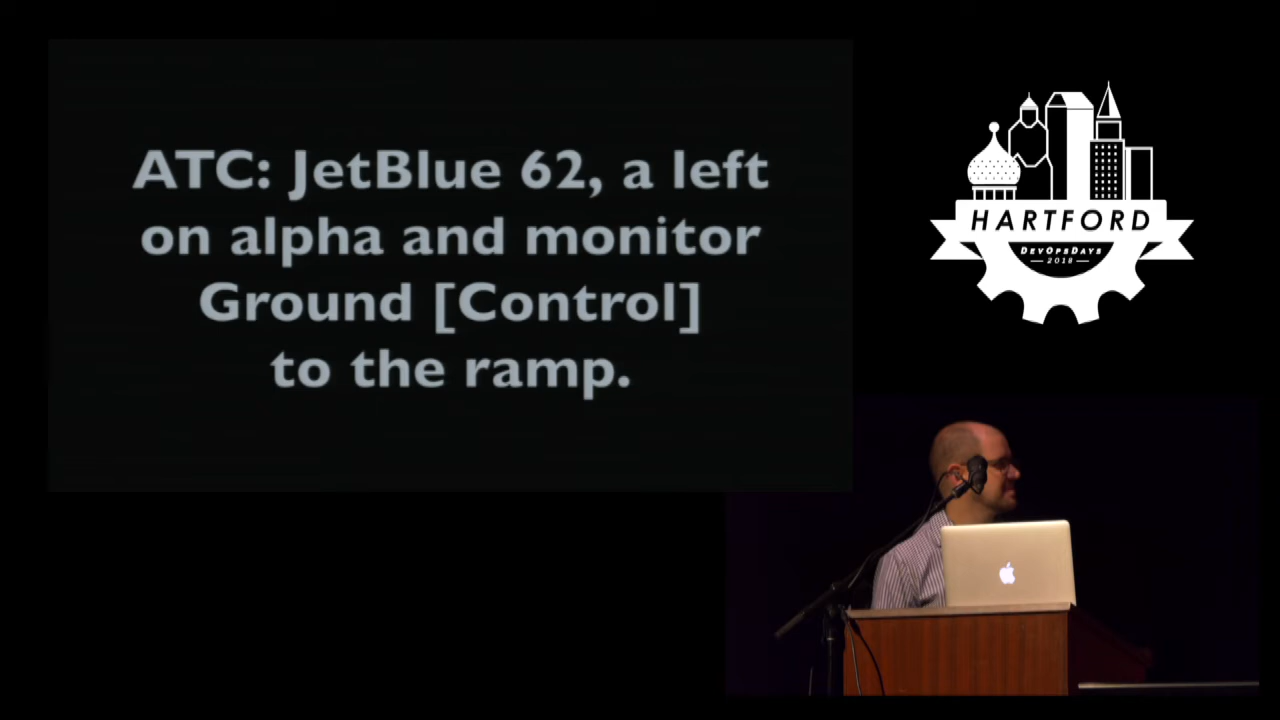 ATC: JetBlue 62, a left
on alpha and monitor
Ground [Control]
to the ramp.
HARTFORD
DEVOPSDAYS
2018